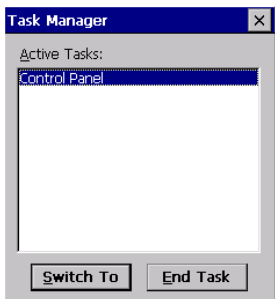 Task Manager
Active Tasks:
Control Panel
Switch To
End Task